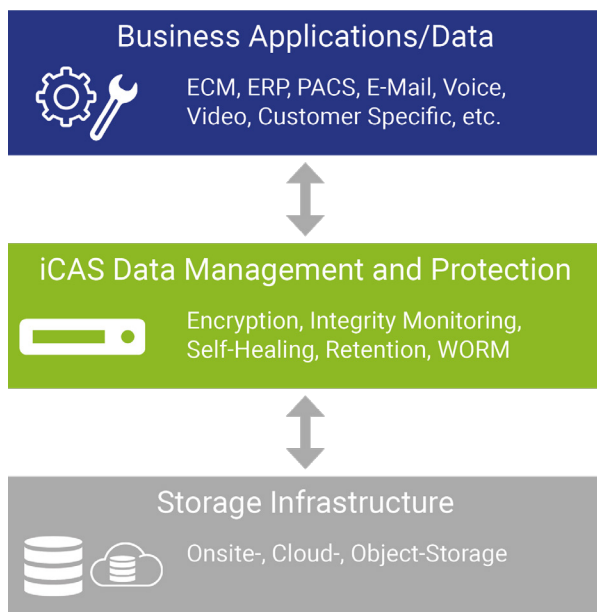 Business Applications/Data
ECM, ERP, PACS, E-Mail, Voice,
Video, Customer Specific, etc.
iCAS Data Management and Protection
Encryption, Integrity Monitoring,
Self-Healing, Retention, WORM
Storage Infrastructure
Onsite-, Cloud-, Object-Storage